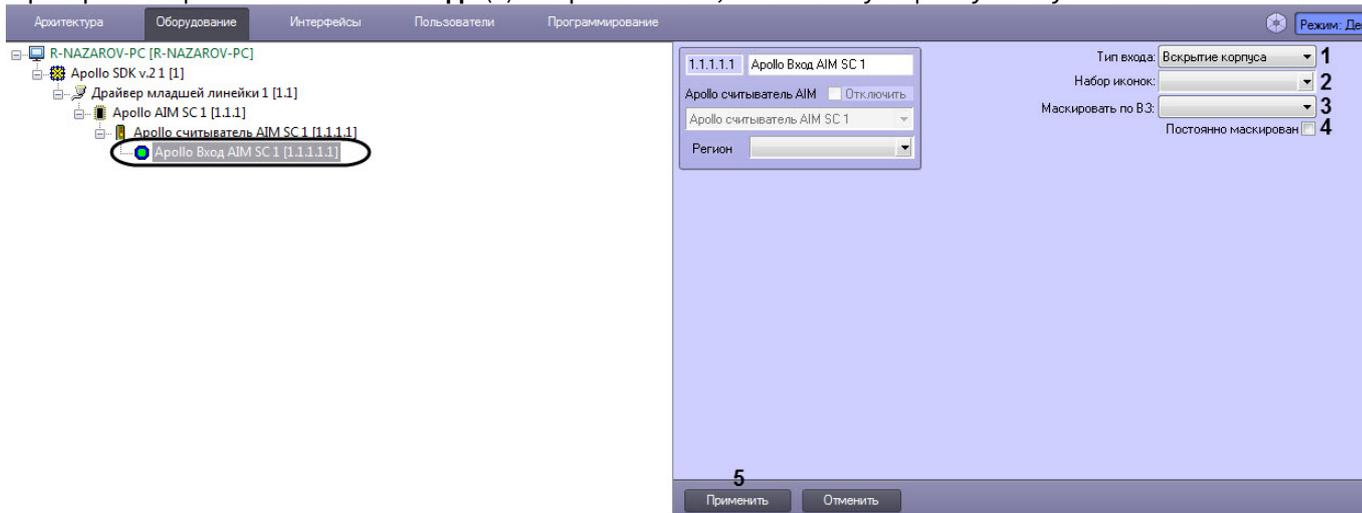 Архитектура Оборудование Интерфейсы Пользователи Программирование Режим: Де
R-NAZAROV-PC [R-NAZAROV-PC]
Apollo SDK v.2 1 [1]
Драйвер младшей линейки 1 [1.1]
Apollo AIM SC 1 [1.1.1]
Apollo считыватель AIM SC 1 [1.1.1.1]
Apollo Вход AIM SC 1 [1.1.1.1.1]
1.1.1.1.1 Apollo Вход AIM SC 1
Apollo считыватель AIM Отключить
Apollo считыватель AIM SC 1
Регион
Тип входа: Вскрытие корпуса 1
Набор иконок: 2
Маскировать по ВЗ: 3
Постоянно маскирован 4
5
Применить Отменить